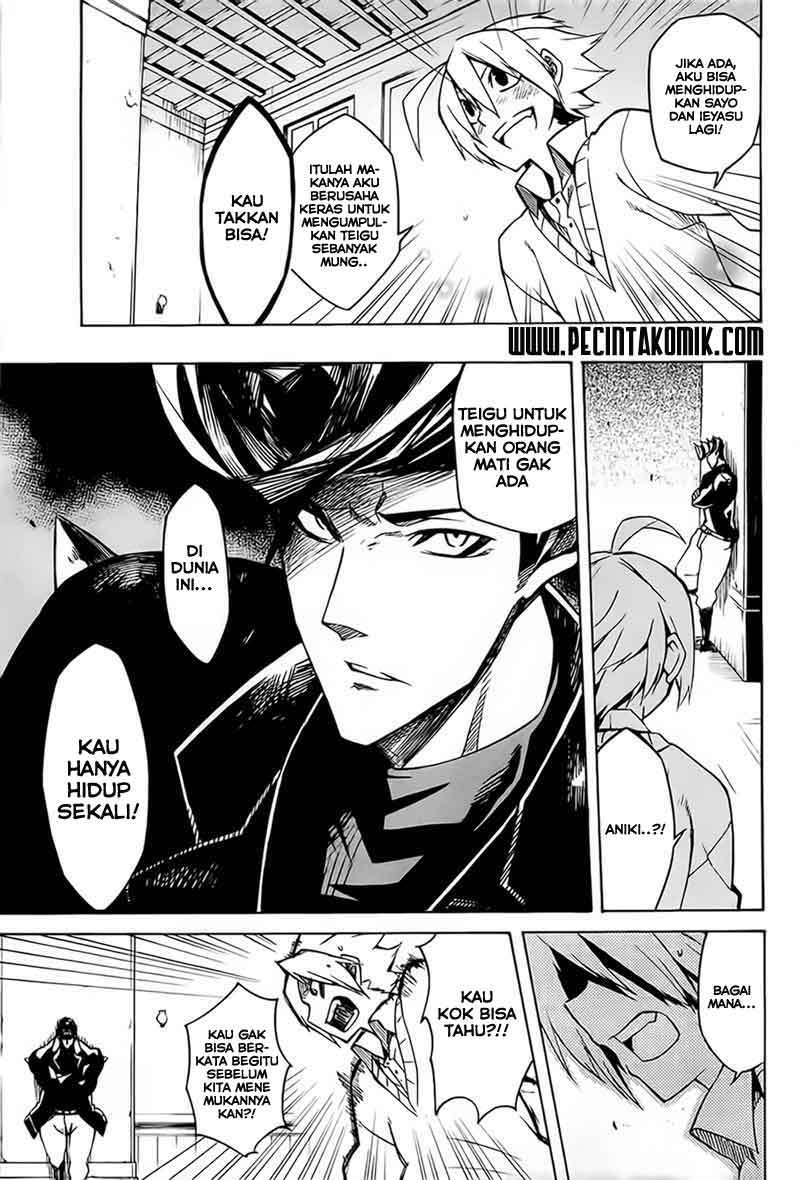 JIKA ADA,
AKU BISA
MENGHIDUP-
KAN SAYO
DAN IEYASU
LAGI!
ITULAH MA-
KANYA AKU
BERUSAHA
KERAS UNTUK
MENGUMPUL-
KAN TEIGU
SEBANYAK
MUNG..
KAU
TAKKAN
BISA!
WWW.PECINTAKOMIK.COM
TEIGU UNTUK
MENGHIDUP-
KAN ORANG
MATI GAK
ADA
ANIKI..?!
DI
DUNIA
INI...
KAU
HANYA
HIDUP
SEKALI!
BAGAI
MANA...
KAU
KOK BISA
TAHU?!!
KAU GAK
BISA BER-
KATA BEGITU
SEBELUM
KITA MENE
MUKANNYA
KAN?!